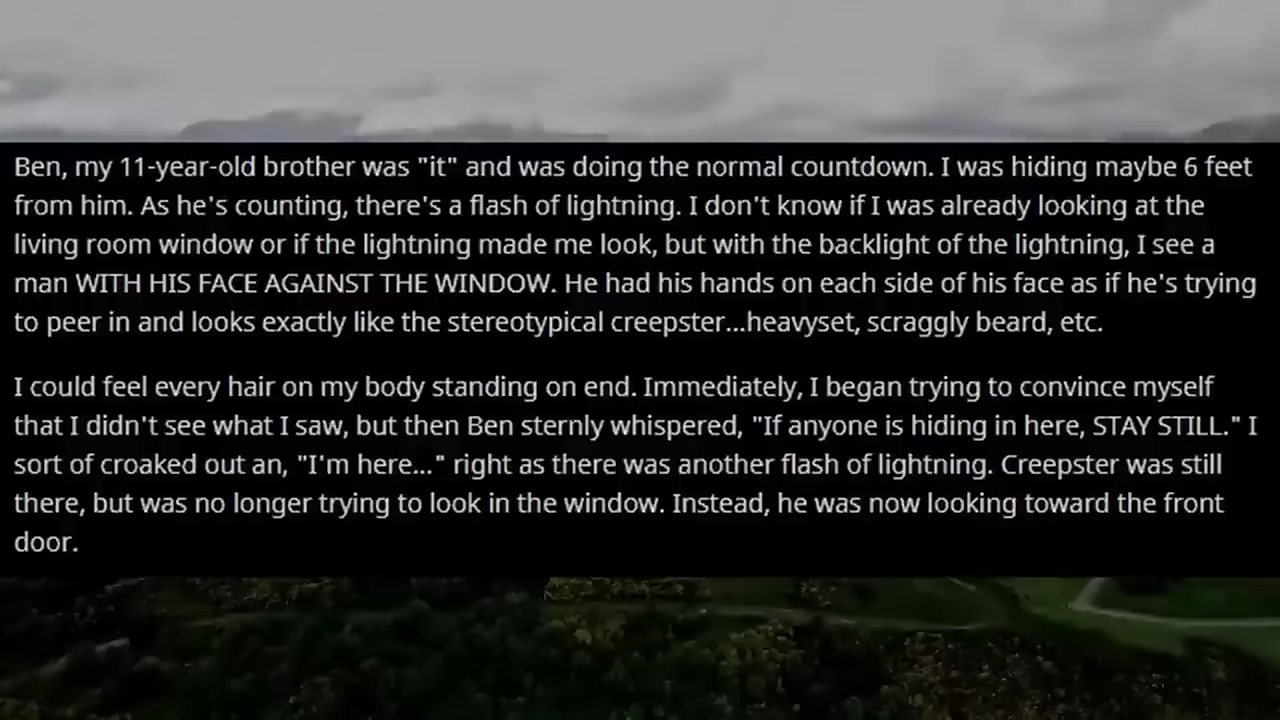 Ben, my 11-year-old brother was "it" and was doing the normal countdown. I was hiding maybe 6 feet
from him. As he's counting, there's a flash of lightning. I don't know if I was already looking at the
living room window or if the lightning made me look, but with the backlight of the lightning, I see a
man WITH HIS FACE AGAINST THE WINDOW. He had his hands on each side of his face as if he's trying
to peer in and looks exactly like the stereotypical creepster...heavyset, scraggly beard, etc.
I could feel every hair on my body standing on end. Immediately, I began trying to convince myself
that I didn't see what I saw, but then Ben sternly whispered, "If anyone is hiding in here, STAY STILL." I
sort of croaked out an, "I'm here..." right as there was another flash of lightning. Creepster was still
there, but was no longer trying to look in the window. Instead, he was now looking toward the front
door.